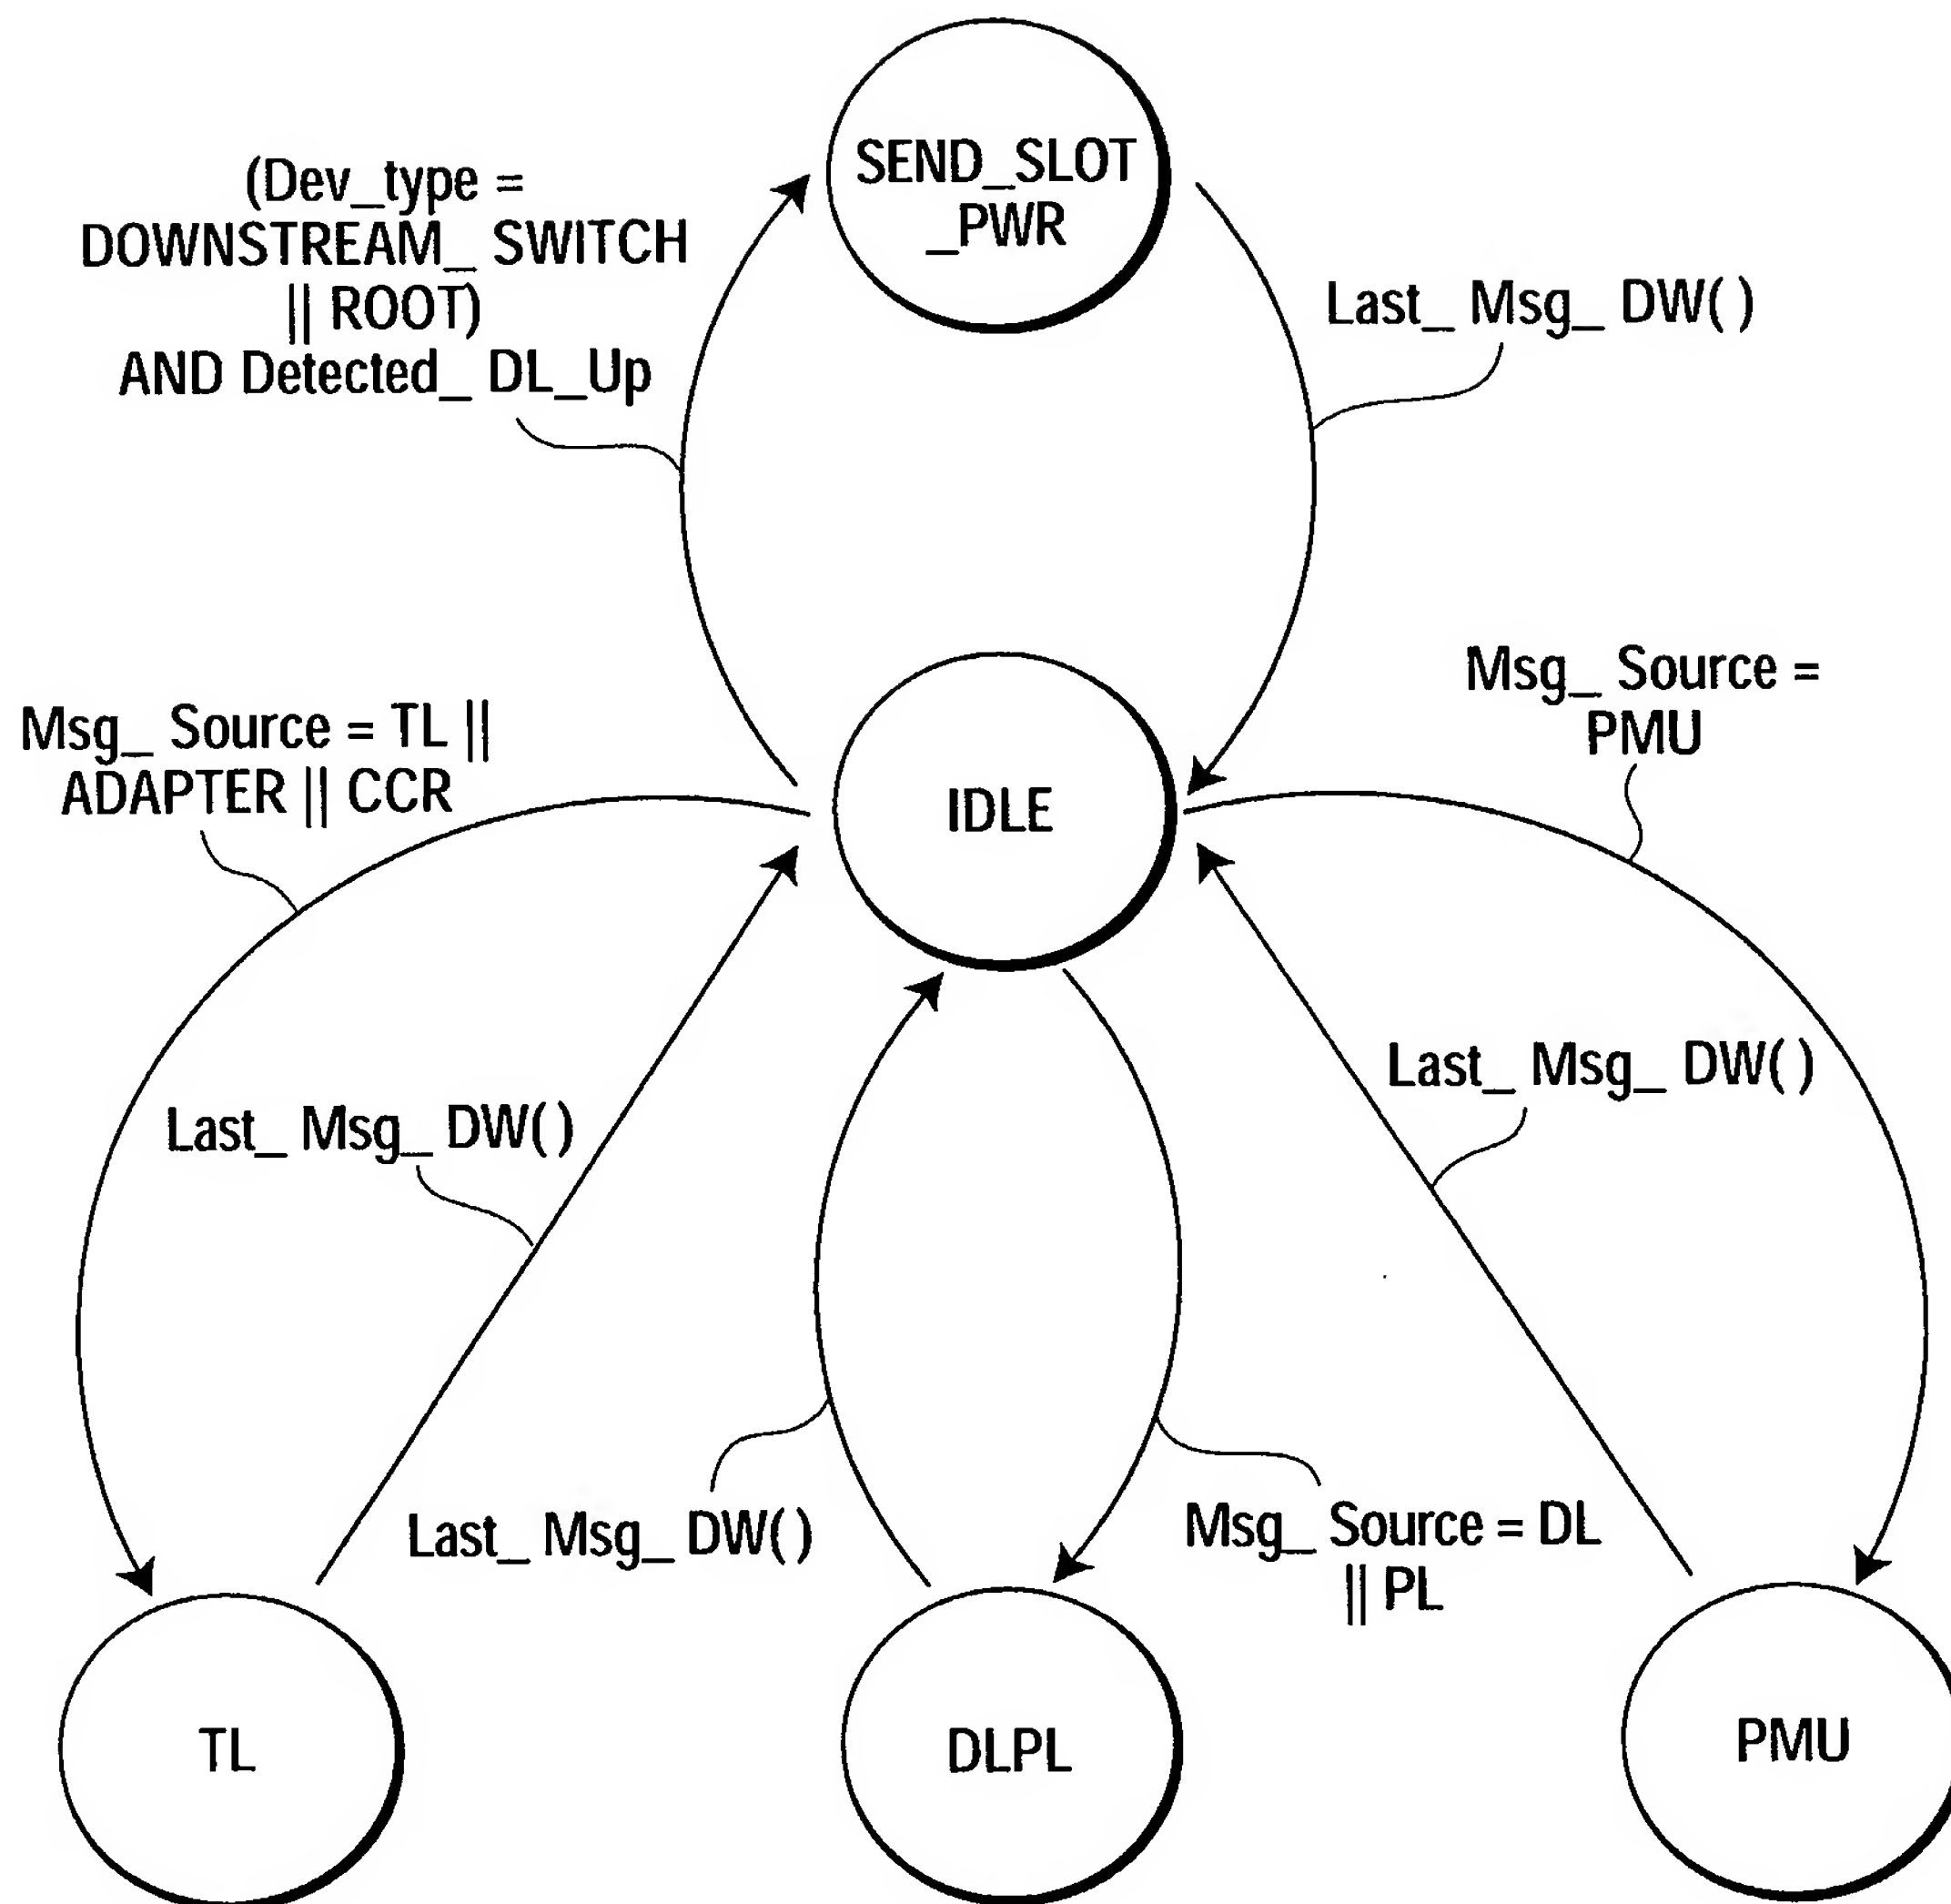 SEND_SLOT
_PWR
(Dev_type =
DOWNSTREAM_ SWITCH
|| ROOT)
AND Detected_ DL_Up
Last_ Msg_ DW( )
Msg_ Source =
PMU
Msg_ Source = TL ||
ADAPTER || CCR
IDLE
Last_ Msg_ DW( )
Last_ Msg_ DW()
Last_ Msg_ DW( )
Msg_ Source = DL
|| PL
TL
DLPL
PMU